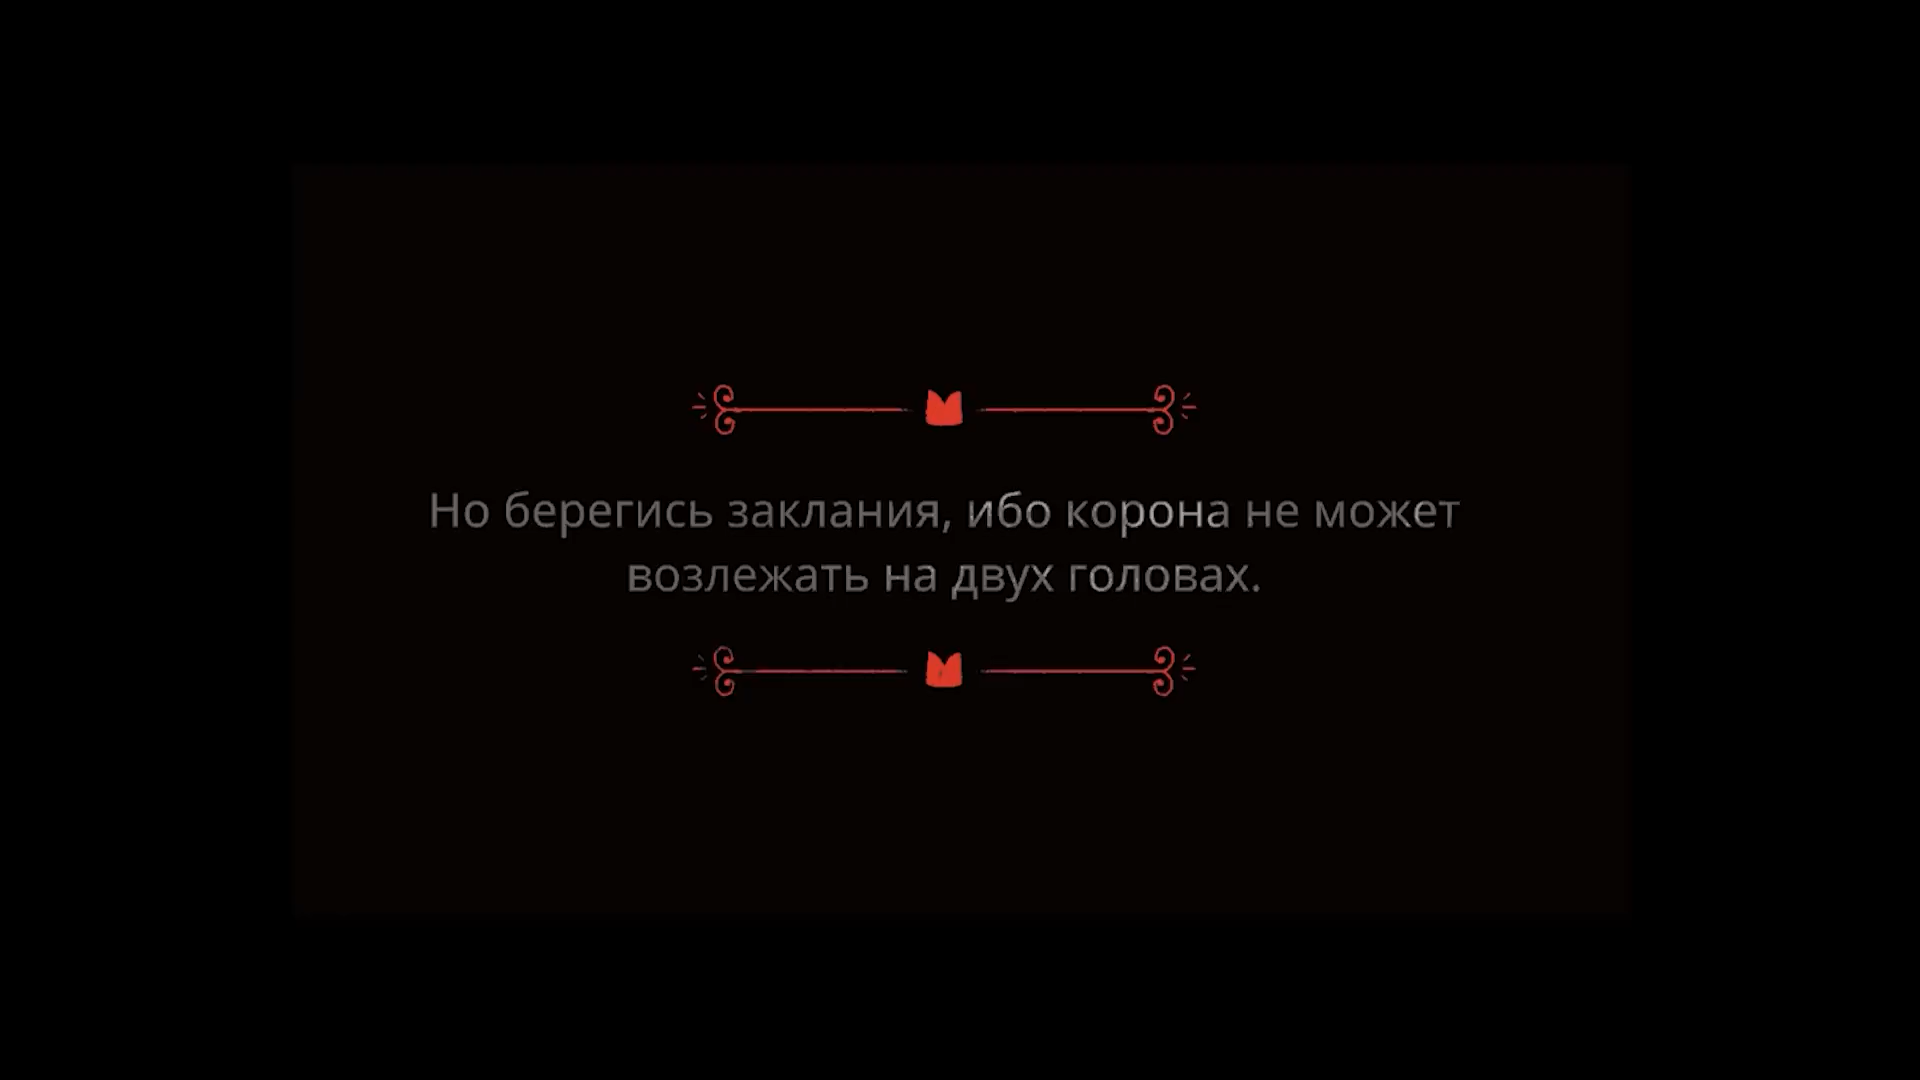 Но берегись заклания, ибо корона не может
возлежать на двух головах.